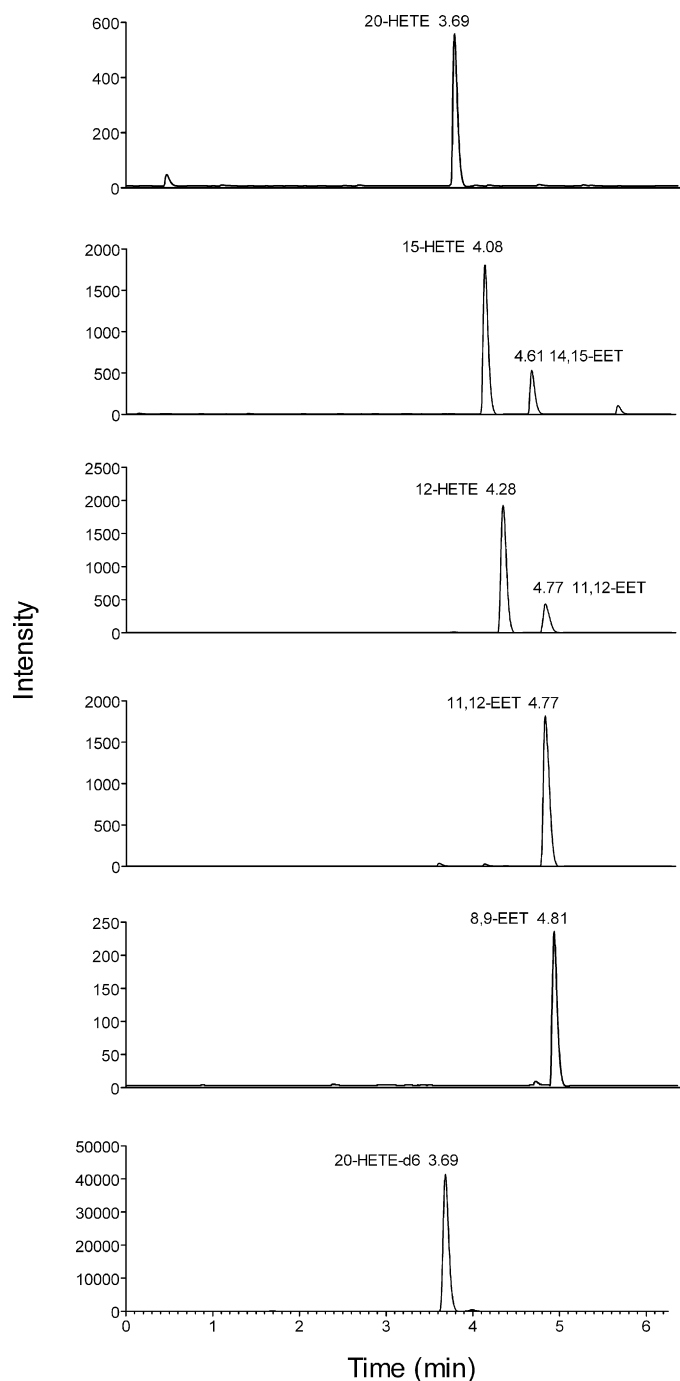 20-HETE 3.69
600
400
200
0
15-HETE 4.08
2000
1500
1000
500
0
4.61 14,15-EET
12-HETE 4.28
2500
2000
1500
1000
500
0
4.77 11,12-EET
Intensity
11,12-EET 4.77
2000
1500
1000
500
0
8,9-EET 4.81
250
200
150
100
50
0
20-HETE-d6 3.69
50000
40000
30000
20000
10000
0
0 1 2 3 4 5 6
Time (min)